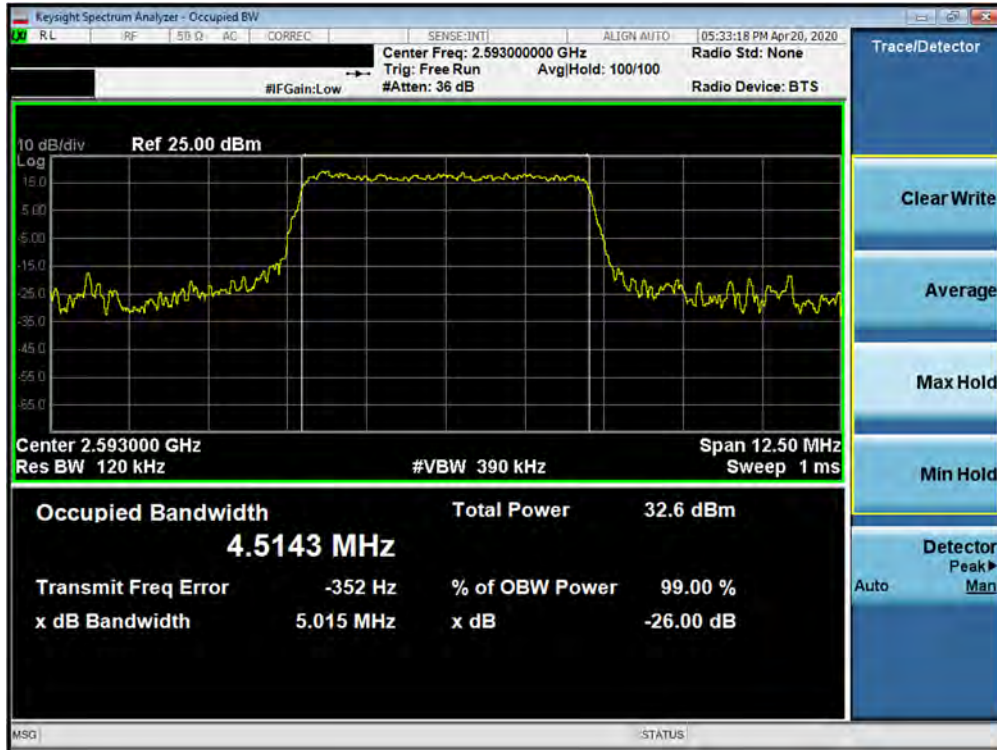 Keysight Spectrum Analyzer - Occupied BW
RL RF 50 Ω AC CORREC SENSE:INT ALIGN AUTO 05:33:18 PM Apr 20, 2020
Center Freq: 2.593000000 GHz Radio Std: None
Trig: Free Run Avg|Hold: 100/100
#IFGain:Low #Atten: 36 dB Radio Device: BTS
Trace/Detector
10 dB/div Ref 25.00 dBm
Log
15.0
5.00
-5.00
-15.0
-25.0
-35.0
-45.0
-55.0
-65.0
Center 2.593000 GHz Span 12.50 MHz
Res BW 120 kHz #VBW 390 kHz Sweep 1 ms
Clear Write
Average
Max Hold
Min Hold
Detector
Peak▶
Auto Man
Occupied Bandwidth Total Power 32.6 dBm
4.5143 MHz
Transmit Freq Error -352 Hz % of OBW Power 99.00 %
x dB Bandwidth 5.015 MHz x dB -26.00 dB
MSG STATUS